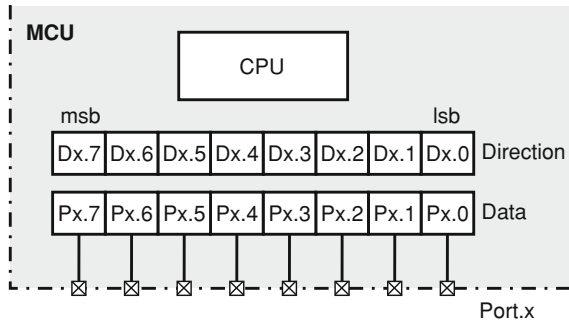 MCU
CPU
msb lsb
Dx.7 Dx.6 Dx.5 Dx.4 Dx.3 Dx.2 Dx.1 Dx.0 Direction
Px.7 Px.6 Px.5 Px.4 Px.3 Px.2 Px.1 Px.0 Data
Port.x